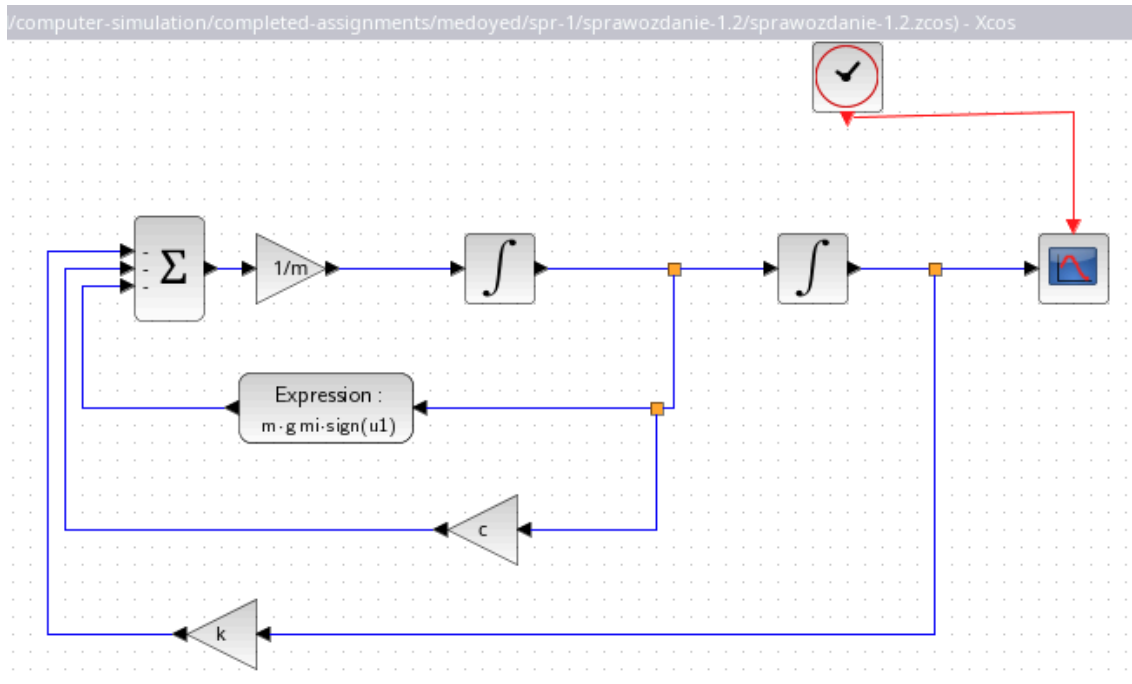 /computer-simulation/completed-assignments/medoyed/spr-1/sprawozdanie-1.2/sprawozdanie-1.2.zcos) - Xcos
-
-
-
Σ
1/m
∫
∫
Expression :
m·g mi·sign(u1)
c
k